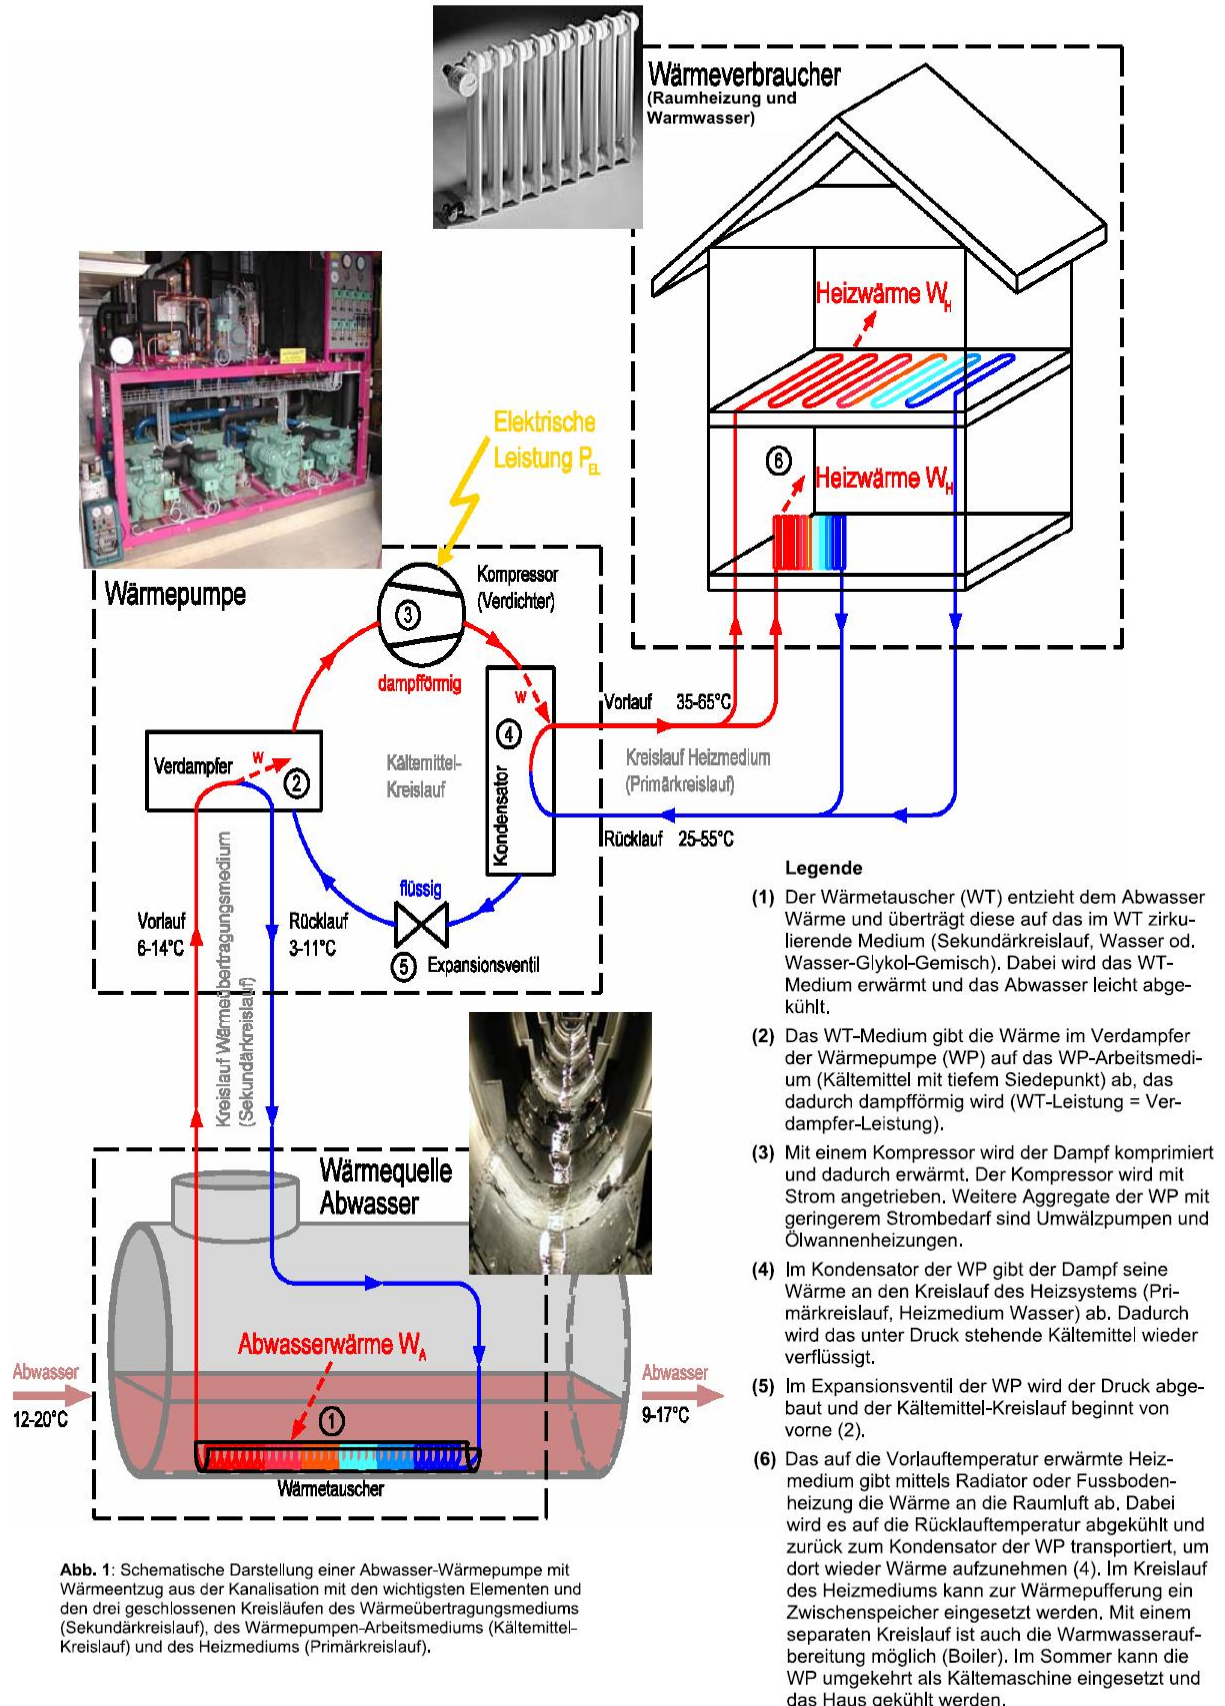 Wärmeverbraucher
(Raumheizung und
Warmwasser)
Heizwärme W_H
Elektrische
Leistung P_EL
6
Heizwärme W_H
Wärmepumpe
Kompressor
(Verdichter)
3
dampfförmig
w
Vorlauf 35-65°C
4
Verdampfer
w
2
Kältemittel-
Kreislauf
Kreislauf Heizmedium
(Primärkreislauf)
Kondensator
Rücklauf 25-55°C
flüssig
Vorlauf
6-14°C
Rücklauf
3-11°C
5 Expansionsventil
Kreislauf Wärmeübertragungsmedium
(Sekundärkreislauf)
Wärmequelle
Abwasser
Abwasserwärme W_A
Abwasser
12-20°C
1
Abwasser
9-17°C
Wärmetauscher
Legende
(1) Der Wärmetauscher (WT) entzieht dem Abwasser
Wärme und überträgt diese auf das im WT zirku-
lierende Medium (Sekundärkreislauf, Wasser od.
Wasser-Glykol-Gemisch). Dabei wird das WT-
Medium erwärmt und das Abwasser leicht abge-
kühlt.
(2) Das WT-Medium gibt die Wärme im Verdampfer
der Wärmepumpe (WP) auf das WP-Arbeitsmedi-
um (Kältemittel mit tiefem Siedepunkt) ab, das
dadurch dampfförmig wird (WT-Leistung = Ver-
dampfer-Leistung).
(3) Mit einem Kompressor wird der Dampf komprimiert
und dadurch erwärmt. Der Kompressor wird mit
Strom angetrieben. Weitere Aggregate der WP mit
geringerem Strombedarf sind Umwälzpumpen und
Ölwannenheizungen.
(4) Im Kondensator der WP gibt der Dampf seine
Wärme an den Kreislauf des Heizsystems (Pri-
märkreislauf, Heizmedium Wasser) ab. Dadurch
wird das unter Druck stehende Kältemittel wieder
verflüssigt.
(5) Im Expansionsventil der WP wird der Druck abge-
baut und der Kältemittel-Kreislauf beginnt von
vorne (2).
(6) Das auf die Vorlauftemperatur erwärmte Heiz-
medium gibt mittels Radiator oder Fussboden-
heizung die Wärme an die Raumluft ab. Dabei
wird es auf die Rücklauftemperatur abgekühlt und
zurück zum Kondensator der WP transportiert, um
dort wieder Wärme aufzunehmen (4). Im Kreislauf
des Heizmediums kann zur Wärmepufferung ein
Zwischenspeicher eingesetzt werden. Mit einem
separaten Kreislauf ist auch die Warmwasserauf-
bereitung möglich (Boiler). Im Sommer kann die
WP umgekehrt als Kältemaschine eingesetzt und
das Haus gekühlt werden.
Abb. 1: Schematische Darstellung einer Abwasser-Wärmepumpe mit
Wärmeentzug aus der Kanalisation mit den wichtigsten Elementen und
den drei geschlossenen Kreisläufen des Wärmeübertragungsmediums
(Sekundärkreislauf), des Wärmepumpen-Arbeitsmediums (Kältemittel-
Kreislauf) und des Heizmediums (Primärkreislauf).